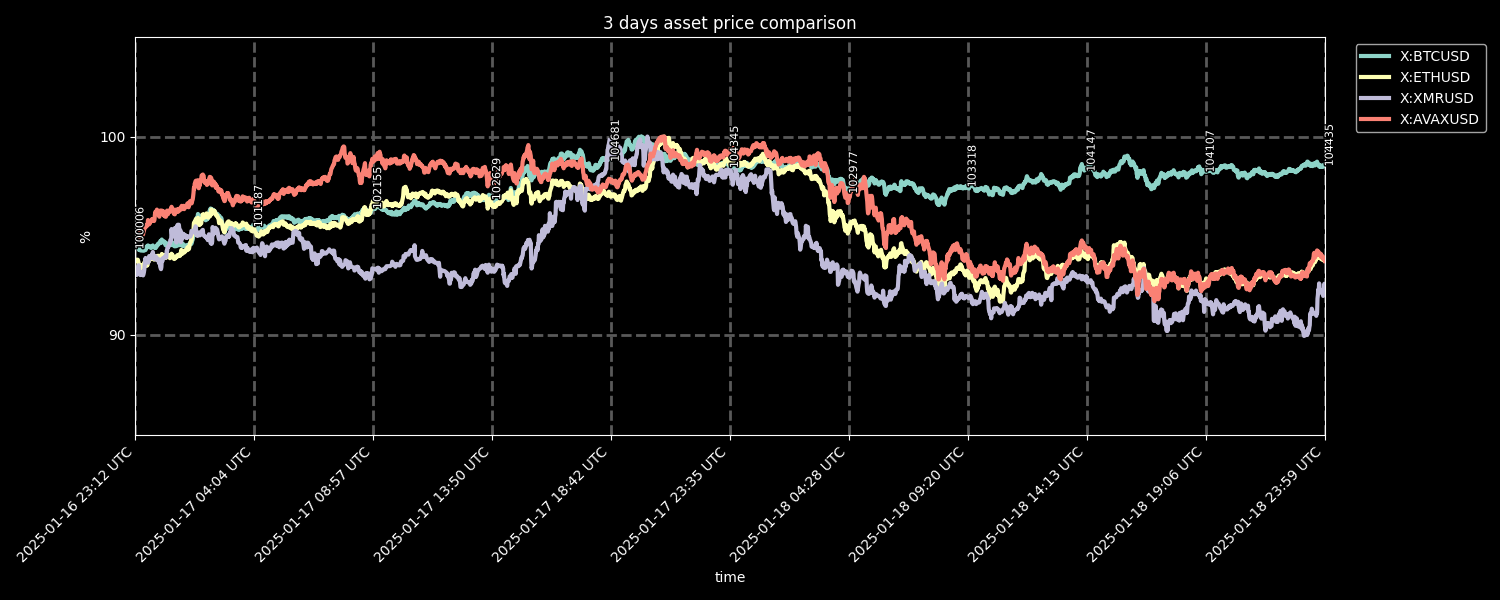 3 days asset price comparison
X:BTCUSD
X:ETHUSD
X:XMRUSD
X:AVAXUSD
%
100
90
100006
101187
102155
102629
104681
104345
102977
103318
104147
104107
104435
2025-01-16 23:12 UTC
2025-01-17 04:04 UTC
2025-01-17 08:57 UTC
2025-01-17 13:50 UTC
2025-01-17 18:42 UTC
2025-01-17 23:35 UTC
2025-01-18 04:28 UTC
2025-01-18 09:20 UTC
2025-01-18 14:13 UTC
2025-01-18 19:06 UTC
2025-01-18 23:59 UTC
time